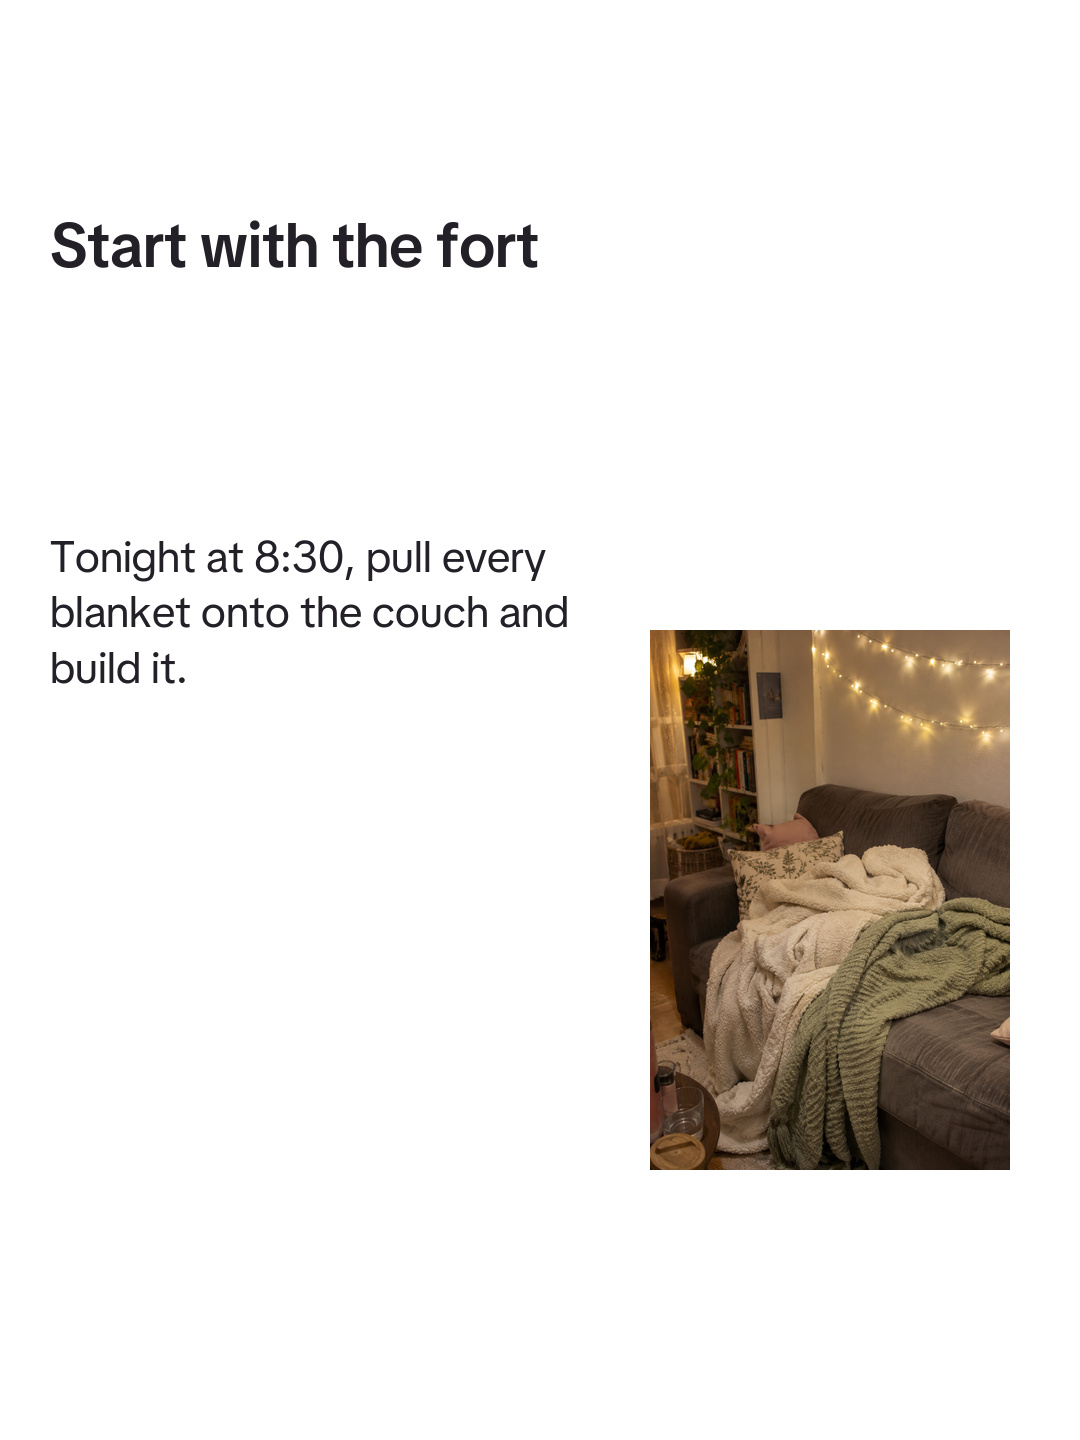 Start with the fort
Tonight at 8:30, pull every
blanket onto the couch and
build it.